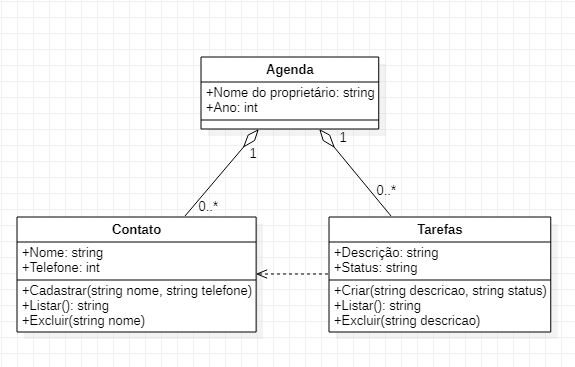 Agenda
+Nome do proprietário: string
+Ano: int
1
1
0..*
0..*
Contato
+Nome: string
+Telefone: int
+Cadastrar(string nome, string telefone)
+Listar(): string
+Excluir(string nome)
Tarefas
+Descrição: string
+Status: string
+Criar(string descricao, string status)
+Listar(): string
+Excluir(string descricao)